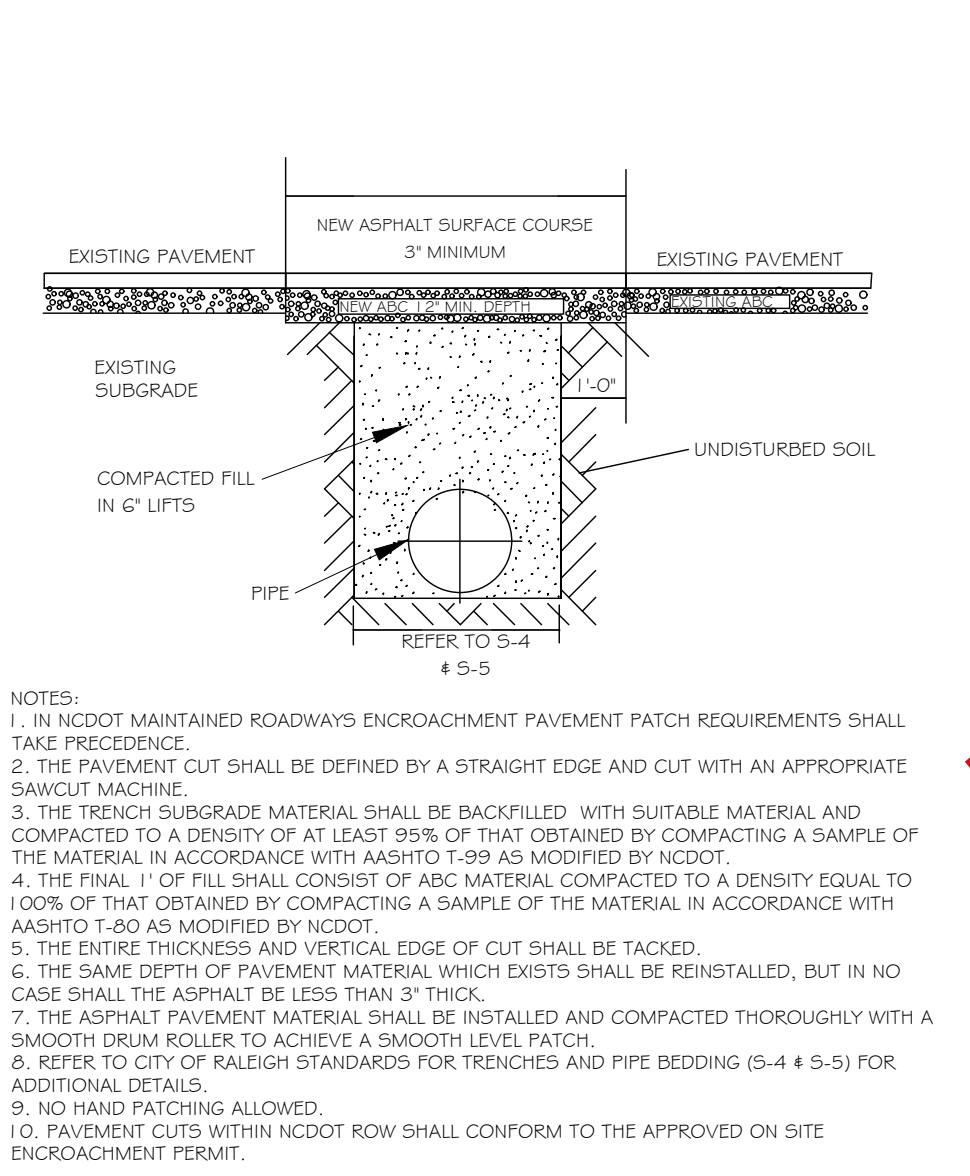 NEW ASPHALT SURFACE COURSE
3" MINIMUM
EXISTING PAVEMENT
EXISTING PAVEMENT
NEW ABC 12" MIN. DEPTH
EXISTING ABC
EXISTING
SUBGRADE
1'-0"
UNDISTURBED SOIL
COMPACTED FILL
IN 6" LIFTS
PIPE
REFER TO S-4
& S-5
NOTES:
1. IN NCDOT MAINTAINED ROADWAYS ENCROACHMENT PAVEMENT PATCH REQUIREMENTS SHALL
TAKE PRECEDENCE.
2. THE PAVEMENT CUT SHALL BE DEFINED BY A STRAIGHT EDGE AND CUT WITH AN APPROPRIATE
SAWCUT MACHINE.
3. THE TRENCH SUBGRADE MATERIAL SHALL BE BACKFILLED WITH SUITABLE MATERIAL AND
COMPACTED TO A DENSITY OF AT LEAST 95% OF THAT OBTAINED BY COMPACTING A SAMPLE OF
THE MATERIAL IN ACCORDANCE WITH AASHTO T-99 AS MODIFIED BY NCDOT.
4. THE FINAL 1' OF FILL SHALL CONSIST OF ABC MATERIAL COMPACTED TO A DENSITY EQUAL TO
100% OF THAT OBTAINED BY COMPACTING A SAMPLE OF THE MATERIAL IN ACCORDANCE WITH
AASHTO T-80 AS MODIFIED BY NCDOT.
5. THE ENTIRE THICKNESS AND VERTICAL EDGE OF CUT SHALL BE TACKED.
6. THE SAME DEPTH OF PAVEMENT MATERIAL WHICH EXISTS SHALL BE REINSTALLED, BUT IN NO
CASE SHALL THE ASPHALT BE LESS THAN 3" THICK.
7. THE ASPHALT PAVEMENT MATERIAL SHALL BE INSTALLED AND COMPACTED THOROUGHLY WITH A
SMOOTH DRUM ROLLER TO ACHIEVE A SMOOTH LEVEL PATCH.
8. REFER TO CITY OF RALEIGH STANDARDS FOR TRENCHES AND PIPE BEDDING (S-4 & S-5) FOR
ADDITIONAL DETAILS.
9. NO HAND PATCHING ALLOWED.
10. PAVEMENT CUTS WITHIN NCDOT ROW SHALL CONFORM TO THE APPROVED ON SITE
ENCROACHMENT PERMIT.